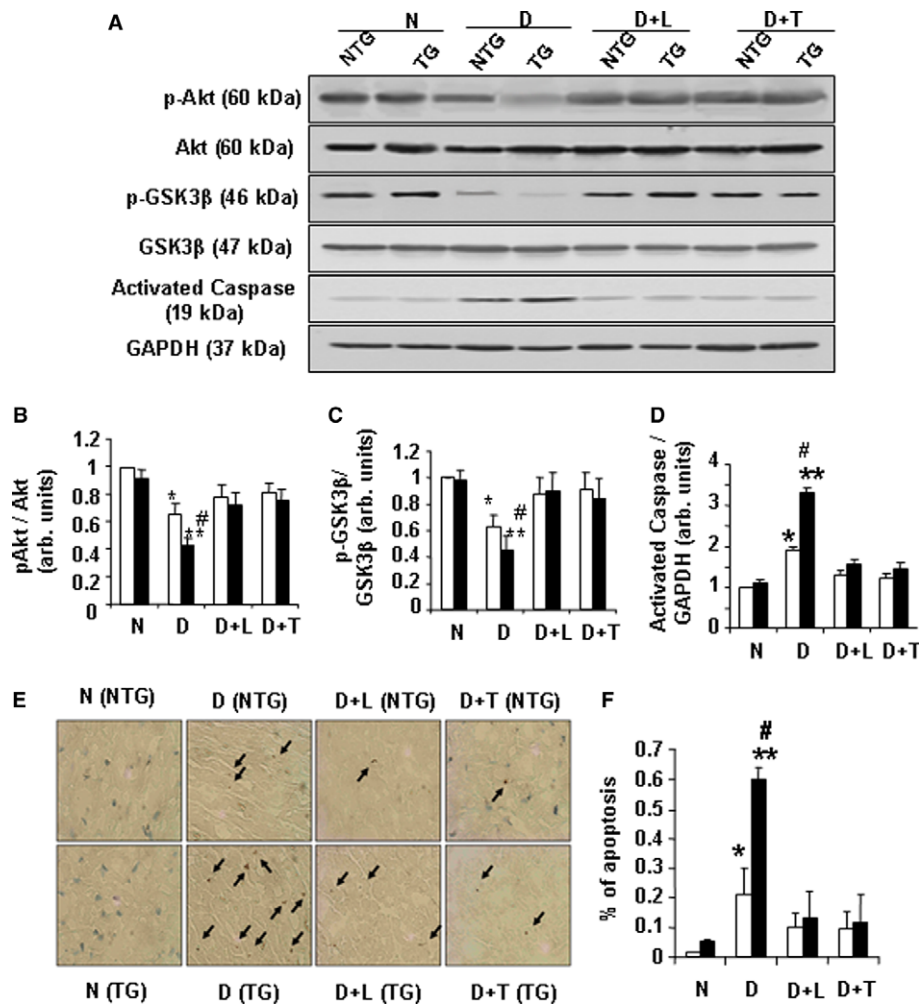 A
N D D+L D+T
NTG TG NTG TG NTG TG NTG TG
p-Akt (60 kDa)
Akt (60 kDa)
p-GSK3β (46 kDa)
GSK3β (47 kDa)
Activated Caspase
(19 kDa)
GAPDH (37 kDa)
B
pAkt / Akt
(arb. units)
1.2
1
0.8
0.6
0.4
0.2
0
*
#
**
N D D+L D+T
C
p-GSK3β/
GSK3β (arb. units)
1.2
1
0.8
0.6
0.4
0.2
0
*
#
**
N D D+L D+T
D
Activated Caspase /
GAPDH (arb. units)
4
3
2
1
0
*
#
**
N D D+L D+T
E
N (NTG) D (NTG) D+L (NTG) D+T (NTG)
N (TG) D (TG) D+L (TG) D+T (TG)
F
% of apoptosis
0.7
0.6
0.5
0.4
0.3
0.2
0.1
0
*
#
**
N D D+L D+T